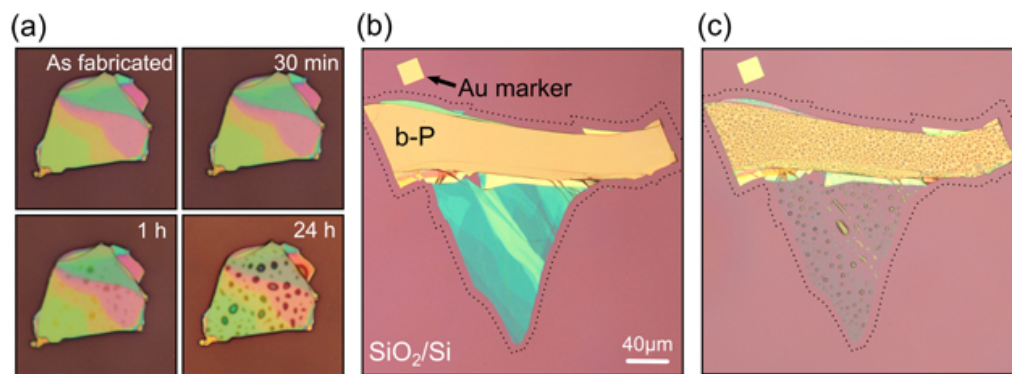 (a)
As fabricated
30 min
1 h
24 h
(b)
Au marker
b-P
SiO₂/Si
40μm
(c)